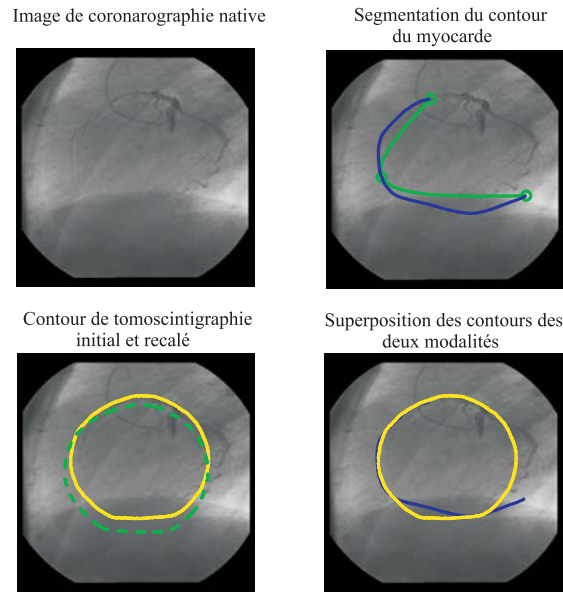 Image de coronarographie native
Segmentation du contour
du myocarde
Contour de tomoscintigraphie
initial et recalé
Superposition des contours des
deux modalités